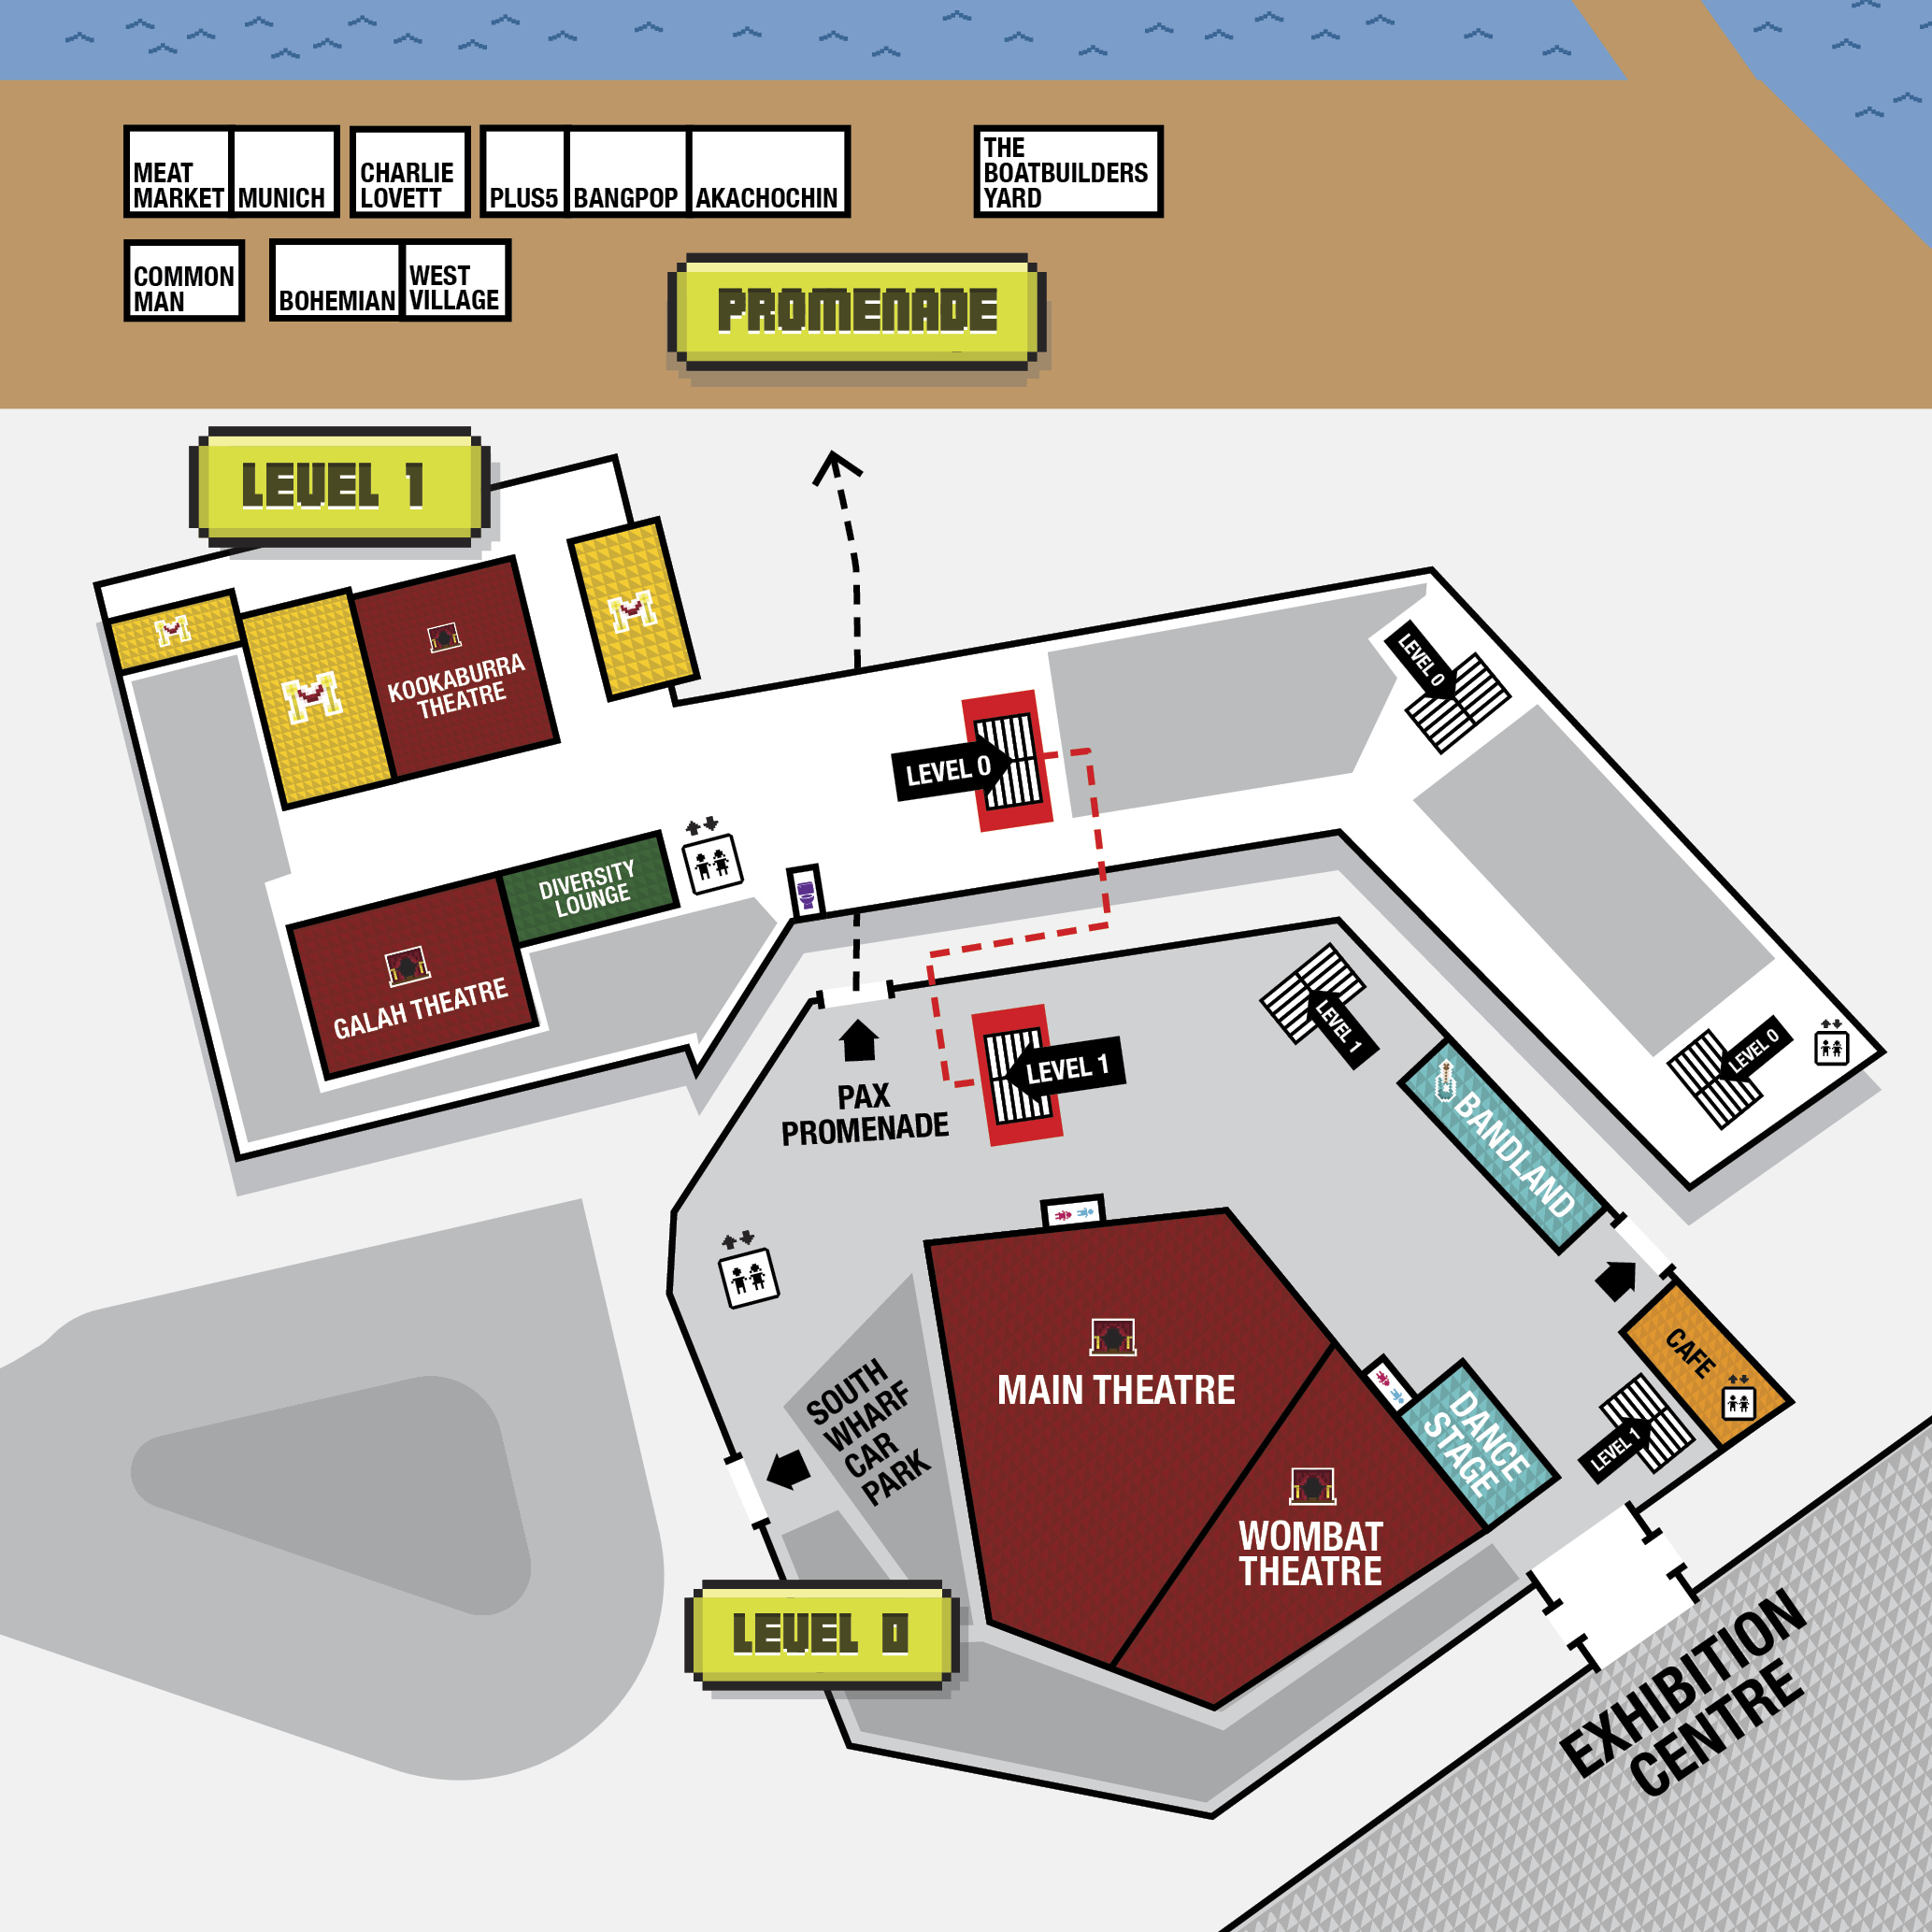 MEAT
MARKET
MUNICH
CHARLIE
LOVETT
PLUS5
BANGPOP
AKACHOCHIN
THE
BOATBUILDERS
YARD
COMMON
MAN
BOHEMIAN
WEST
VILLAGE
PROMENADE
LEVEL 1
KOOKABURRA
THEATRE
LEVEL 0
LEVEL 0
DIVERSITY
LOUNGE
GALAH THEATRE
LEVEL 0
LEVEL 1
LEVEL 1
PAX
PROMENADE
BANDLAND
MAIN THEATRE
CAFE
SOUTH
WHARF
CAR
PARK
DANCE
STAGE
LEVEL 1
WOMBAT
THEATRE
LEVEL 0
EXHIBITION
CENTRE